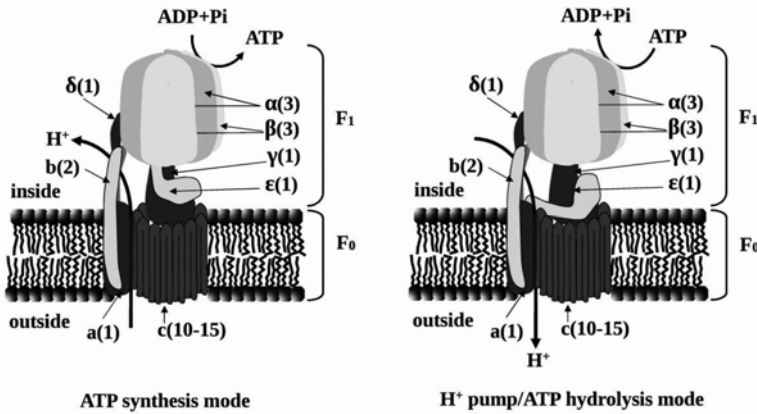 ADP+Pi
ATP
δ(1)
H⁺
b(2)
inside
outside
a(1)
α(3)
β(3)
γ(1)
ε(1)
F₁
F₀
c(10-15)
ATP synthesis mode
ADP+Pi
ATP
δ(1)
b(2)
inside
outside
a(1)
α(3)
β(3)
γ(1)
ε(1)
F₁
F₀
c(10-15)
H⁺
H⁺ pump/ATP hydrolysis mode